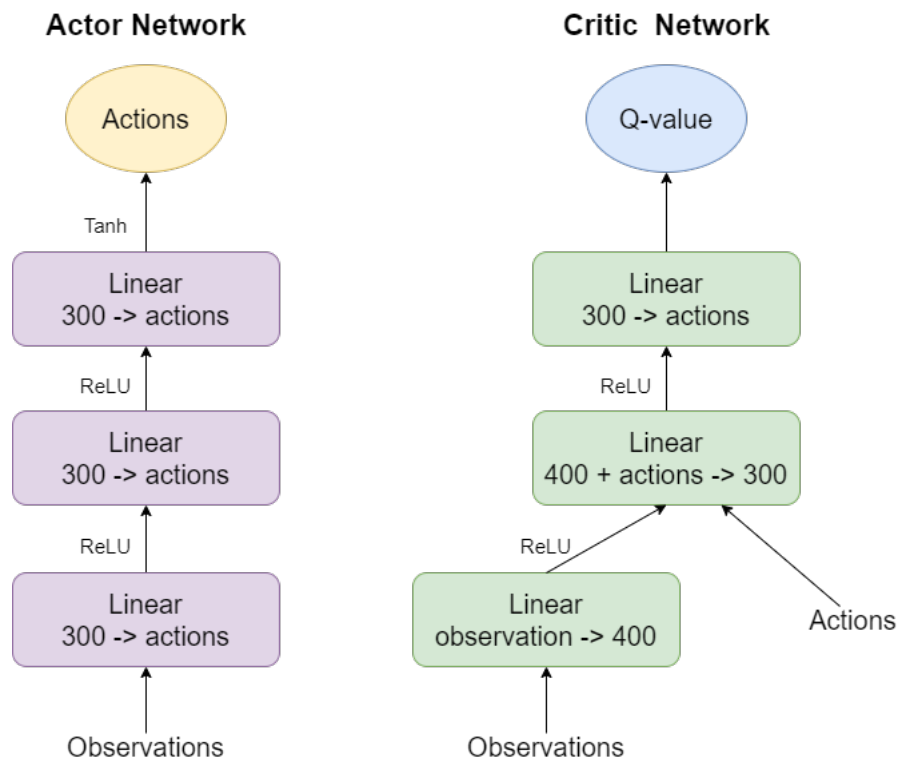 Actor Network
Actions
Tanh
Linear
300 -> actions
ReLU
Linear
300 -> actions
ReLU
Linear
300 -> actions
Observations
Critic Network
Q-value
Linear
300 -> actions
ReLU
Linear
400 + actions -> 300
ReLU
Linear
observation -> 400
Actions
Observations